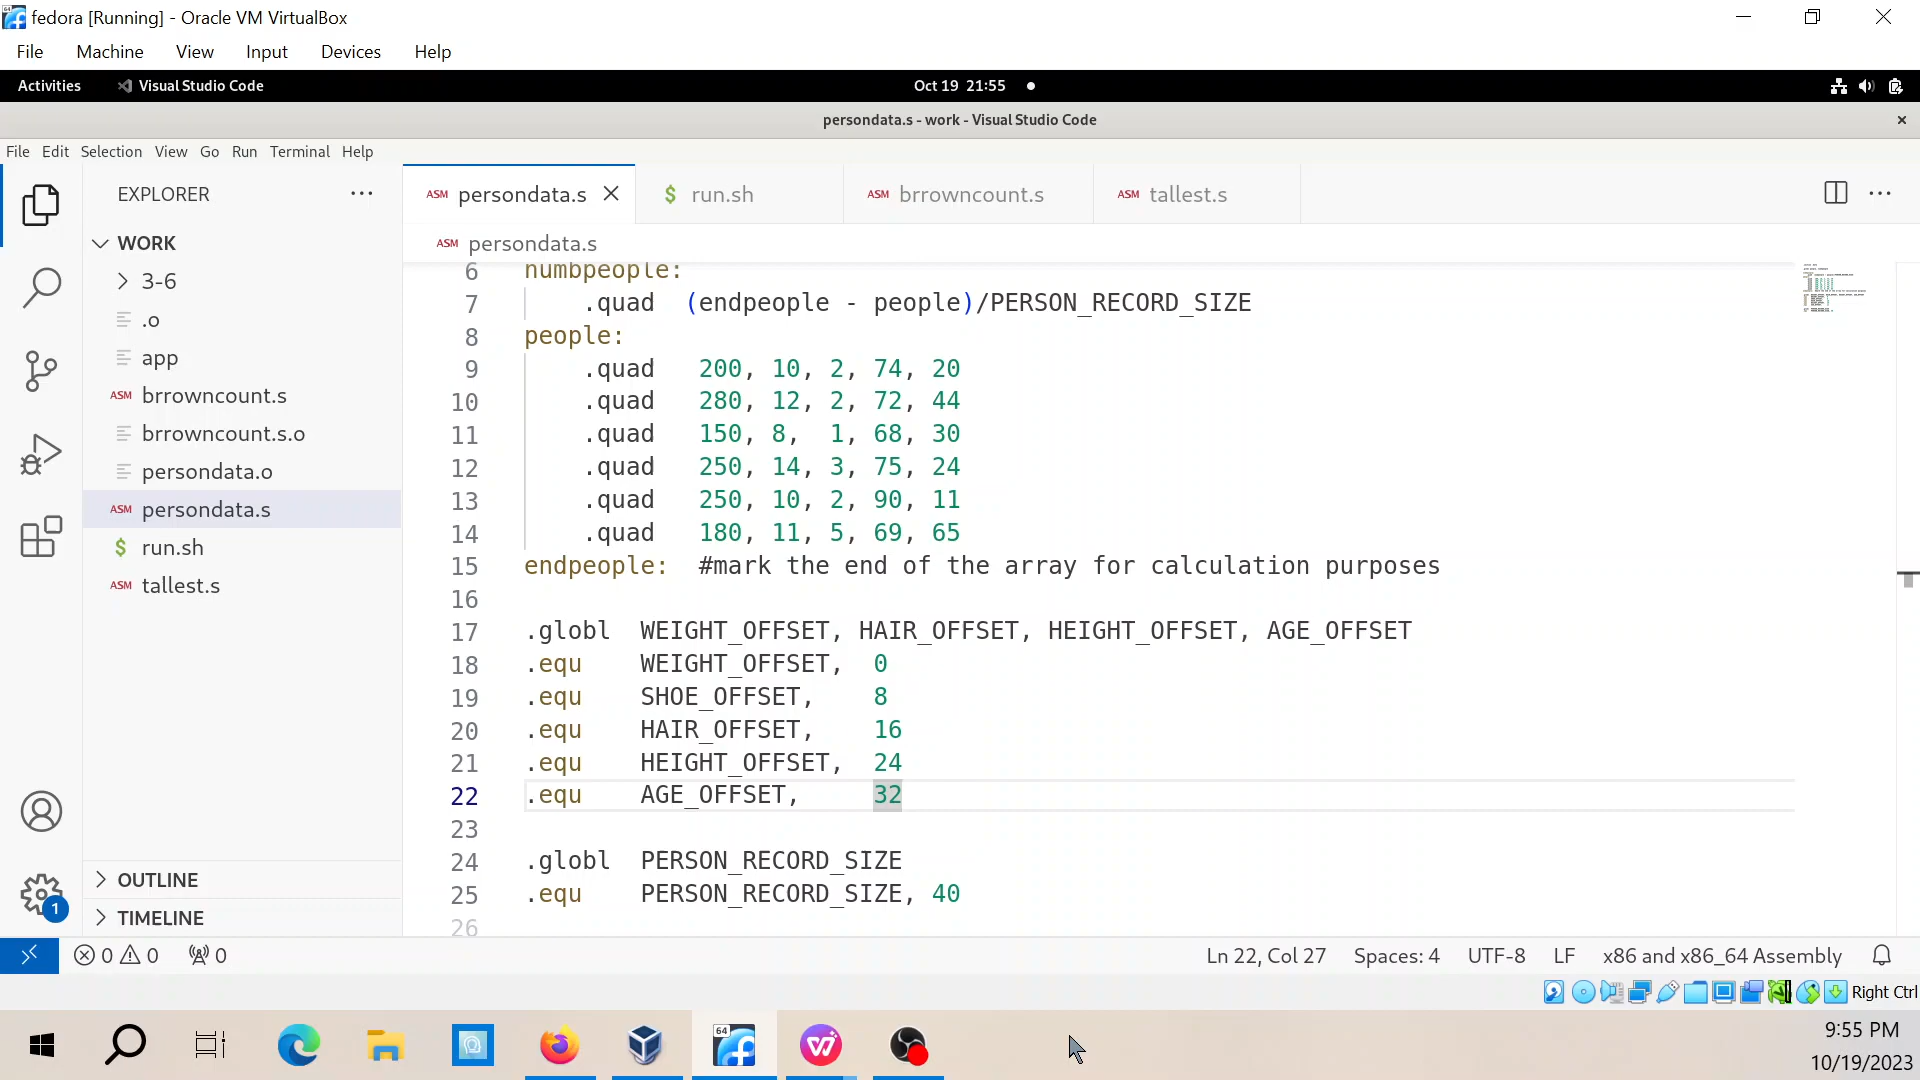 fedora [Running] - Oracle VM VirtualBox
File Machine View Input Devices Help
Activities Visual Studio Code Oct 19 21:55
persondata.s - work - Visual Studio Code
File Edit Selection View Go Run Terminal Help
EXPLORER
WORK
3-6
.o
app
ASM brrowncount.s
brrowncount.s.o
persondata.o
ASM persondata.s
$ run.sh
ASM tallest.s
OUTLINE
TIMELINE
1
ASM persondata.s $ run.sh ASM brrowncount.s ASM tallest.s
ASM persondata.s
6 numbpeople:
7 .quad (endpeople - people)/PERSON_RECORD_SIZE
8 people:
9 .quad 200, 10, 2, 74, 20
10 .quad 280, 12, 2, 72, 44
11 .quad 150, 8, 1, 68, 30
12 .quad 250, 14, 3, 75, 24
13 .quad 250, 10, 2, 90, 11
14 .quad 180, 11, 5, 69, 65
15 endpeople: #mark the end of the array for calculation purposes
16
17 .globl WEIGHT_OFFSET, HAIR_OFFSET, HEIGHT_OFFSET, AGE_OFFSET
18 .equ WEIGHT_OFFSET, 0
19 .equ SHOE_OFFSET, 8
20 .equ HAIR_OFFSET, 16
21 .equ HEIGHT_OFFSET, 24
22 .equ AGE_OFFSET, 32
23
24 .globl PERSON_RECORD_SIZE
25 .equ PERSON_RECORD_SIZE, 40
26
0 0 0 Ln 22, Col 27 Spaces: 4 UTF-8 LF x86 and x86_64 Assembly
Right Ctrl
64
9:55 PM
10/19/2023